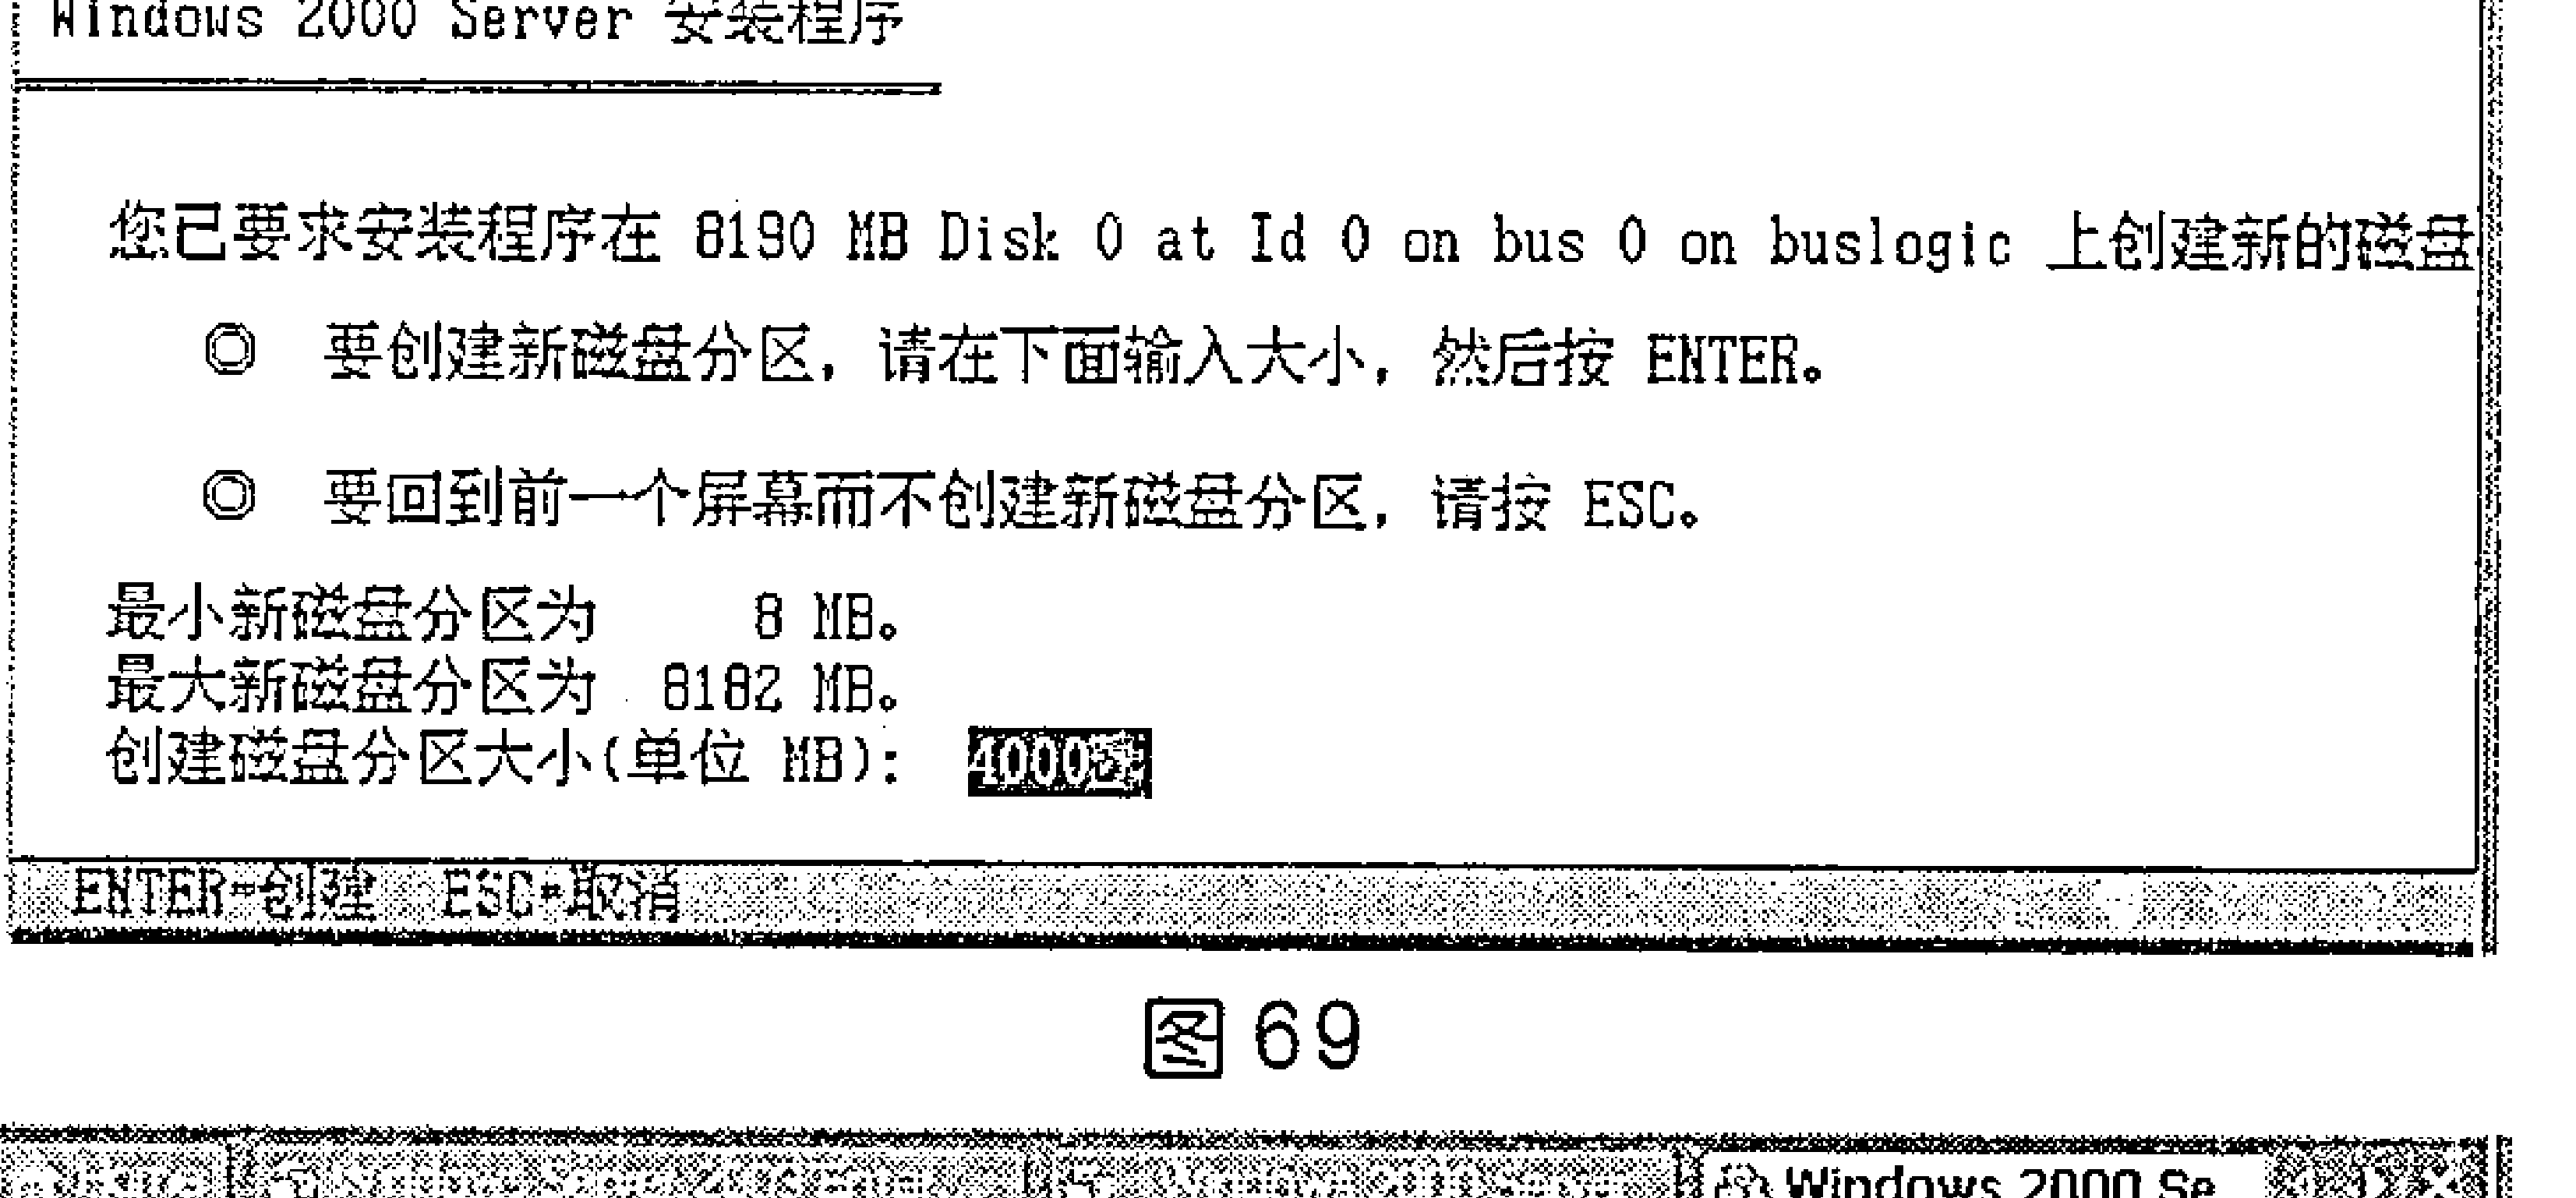 Windows 2000 Server 安装程序
您已要求安装程序在 8190 MB Disk 0 at Id 0 on bus 0 on buslogic 上创建新的磁盘
◎ 要创建新磁盘分区，请在下面输入大小，然后按 ENTER。
◎ 要回到前一个屏幕而不创建新磁盘分区，请按 ESC。
最小新磁盘分区为 8 MB。
最大新磁盘分区为 8182 MB。
创建磁盘分区大小(单位 MB): 4000
ENTER=创建 ESC=取消
图 69
Windows 2000 Se